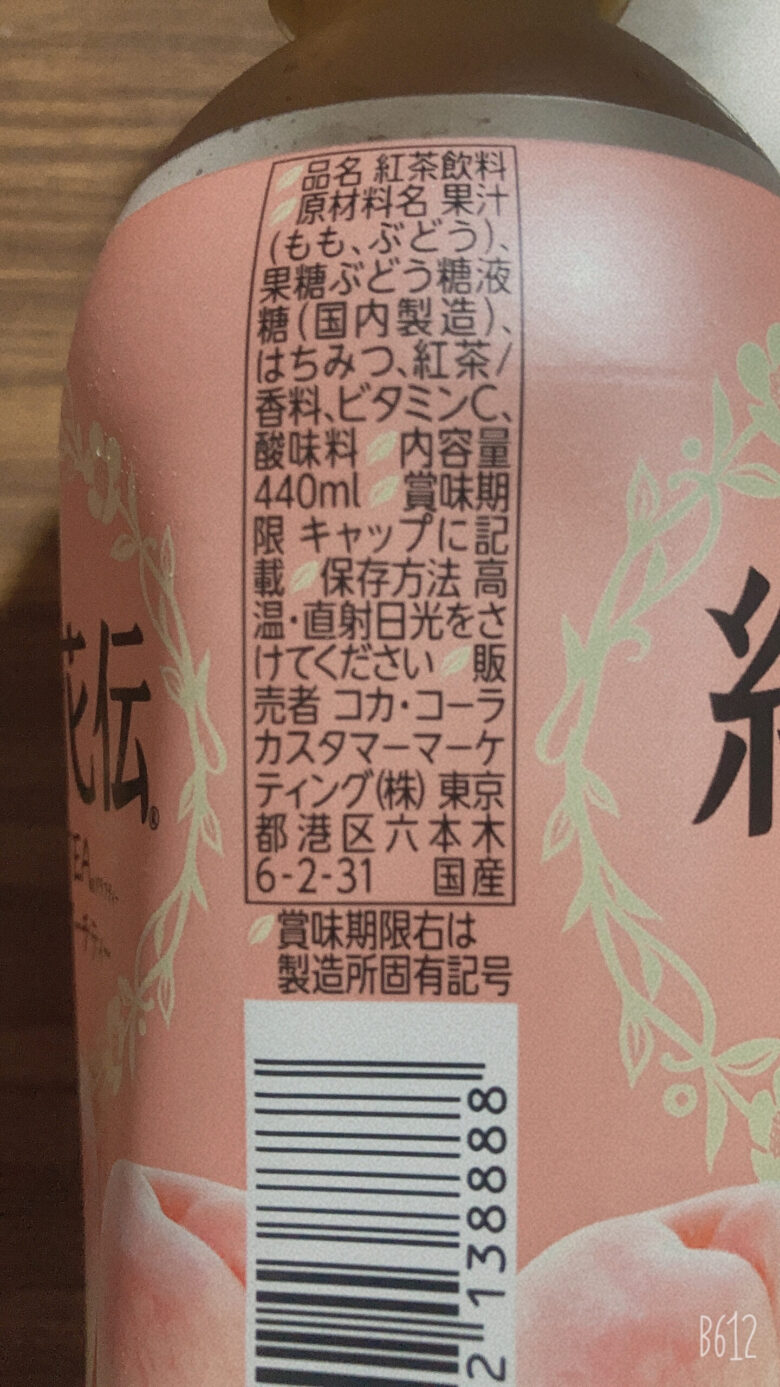 品名 紅茶飲料
原材料名 果汁
(もも、ぶどう)、
果糖ぶどう糖液
糖(国内製造)、
はちみつ、紅茶/
香料、ビタミンC、
酸味料 内容量
440ml 賞味期
限 キャップに記
載 保存方法 高
温・直射日光をさ
けてください 販
売者 コカ・コーラ
カスタマーマーケ
ティング(株) 東京
都港区六本木
6-2-31 国産
賞味期限右は
製造所固有記号
花伝®
TEA
2138888
B612